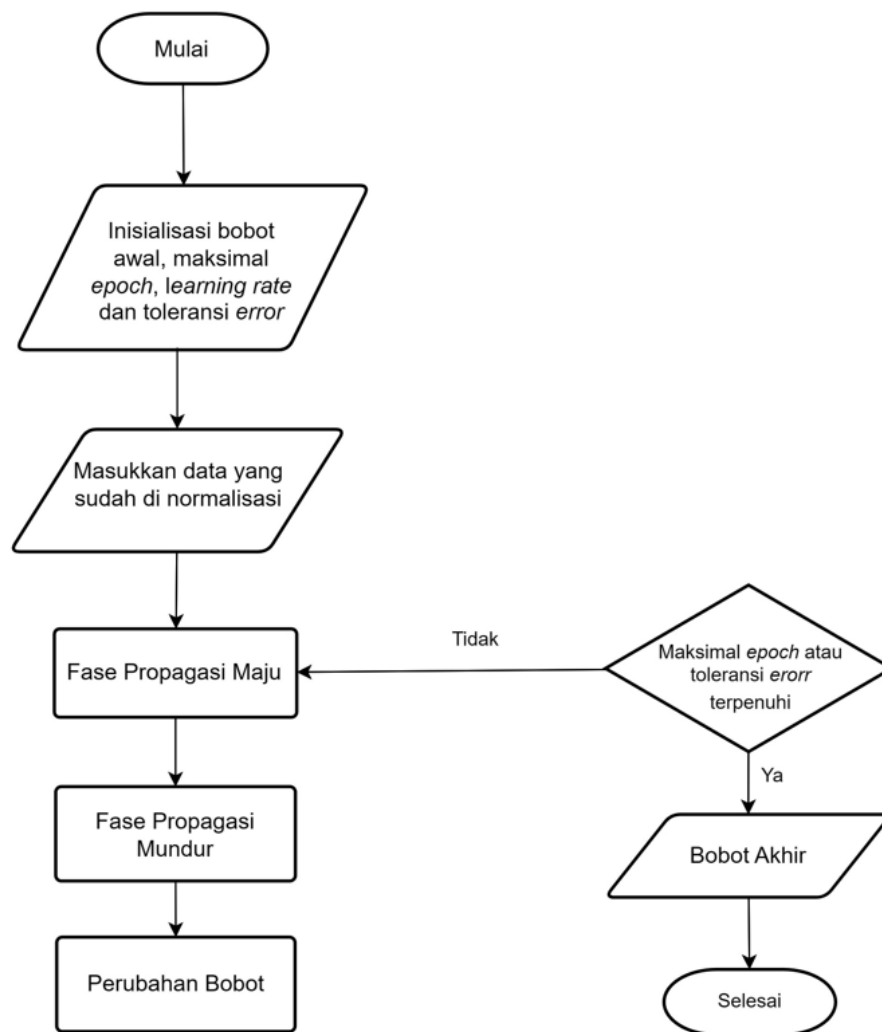 Mulai
Inisialisasi bobot
awal, maksimal
epoch, learning rate
dan toleransi error
Masukkan data yang
sudah di normalisasi
Fase Propagasi Maju
Tidak
Maksimal epoch atau
toleransi erorr
terpenuhi
Ya
Fase Propagasi
Mundur
Bobot Akhir
Perubahan Bobot
Selesai